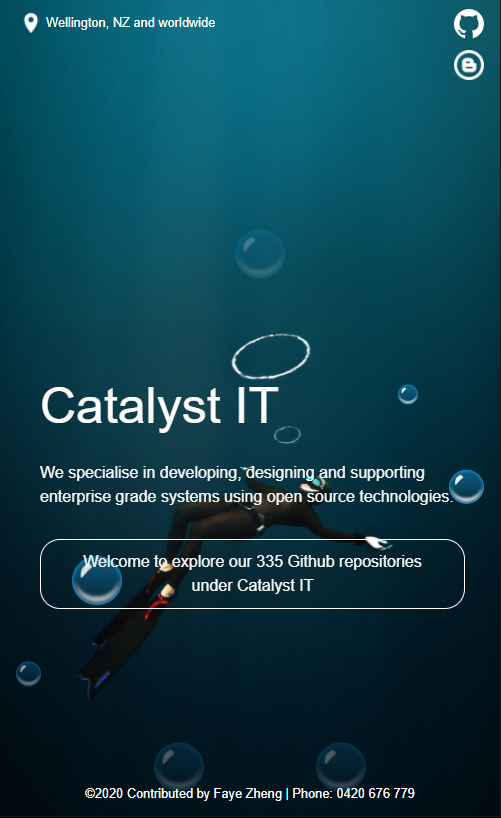 Wellington, NZ and worldwide
Catalyst IT
We specialise in developing, designing and supporting
enterprise grade systems using open source technologies.
Welcome to explore our 335 Github repositories
under Catalyst IT
©2020 Contributed by Faye Zheng | Phone: 0420 676 779